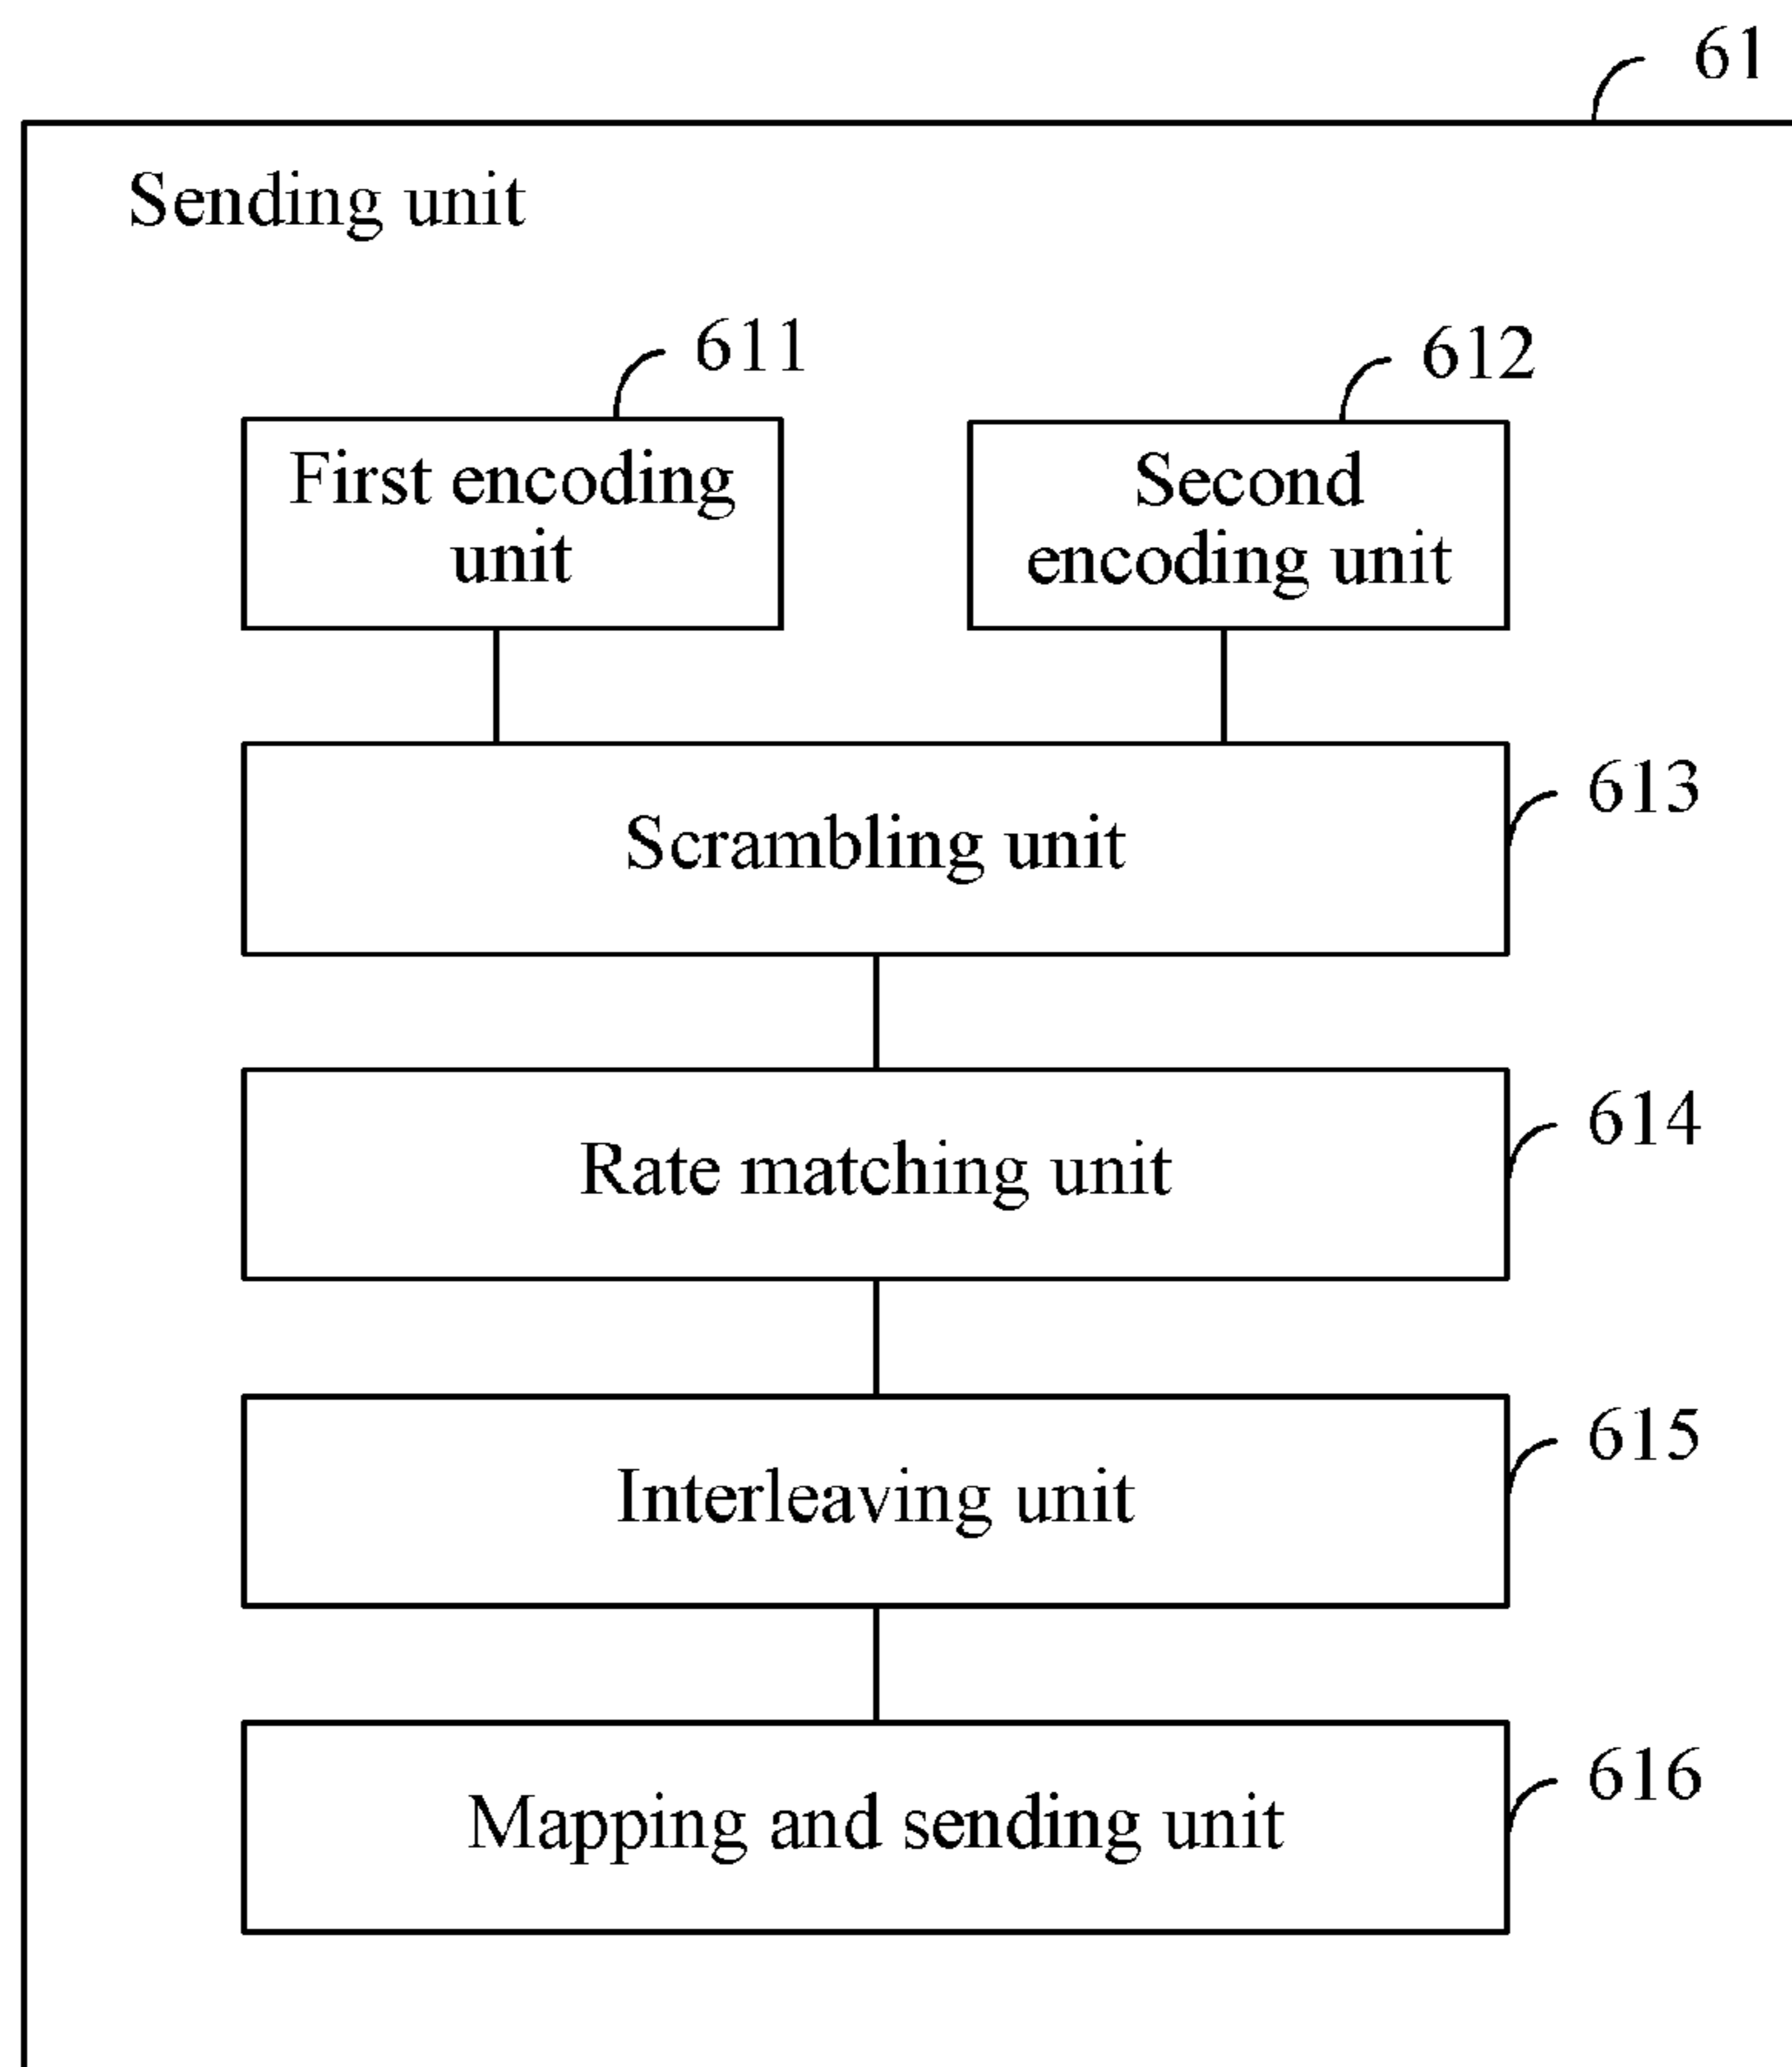 61
Sending unit
611
612
First encoding
unit
Second
encoding unit
Scrambling unit
613
Rate matching unit
614
Interleaving unit
615
Mapping and sending unit
616